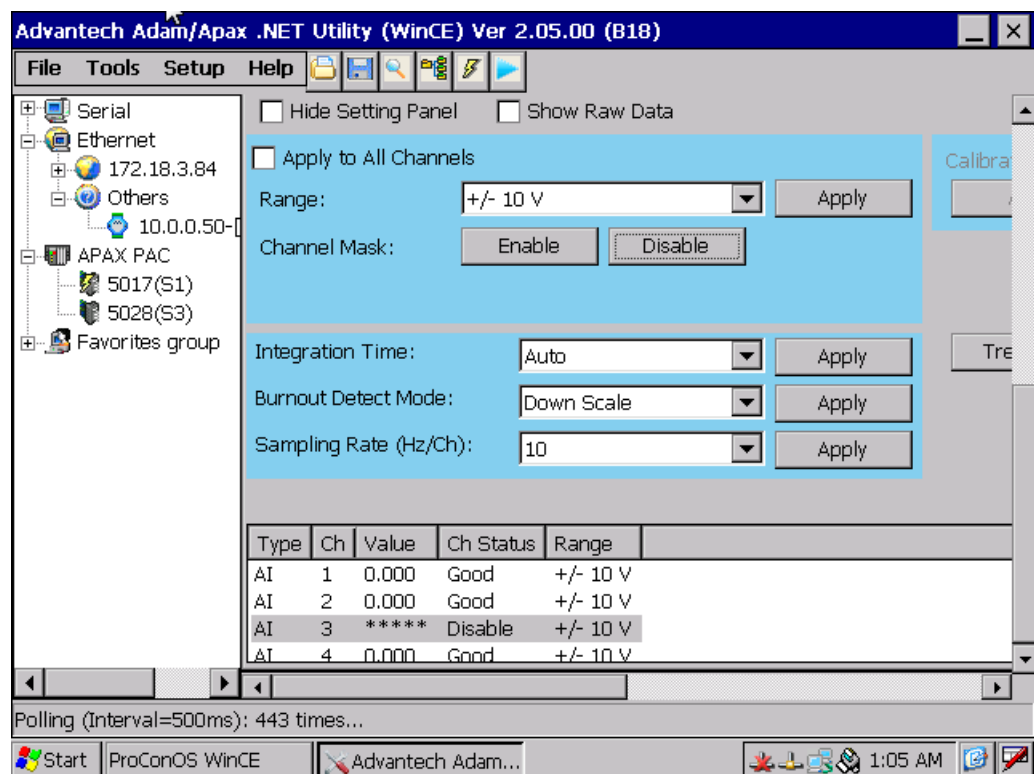 Advantech Adam/Apax .NET Utility (WinCE) Ver 2.05.00 (B18)
File Tools Setup Help
Serial
Ethernet
172.18.3.84
Others
10.0.0.50-
APAX PAC
5017(S1)
5028(S3)
Favorites group
Hide Setting Panel Show Raw Data
Apply to All Channels
Range: +/- 10 V Apply
Channel Mask: Enable Disable
Calibra
Integration Time: Auto Apply
Tre
Burnout Detect Mode: Down Scale Apply
Sampling Rate (Hz/Ch): 10 Apply
Type Ch Value Ch Status Range
AI 1 0.000 Good +/- 10 V
AI 2 0.000 Good +/- 10 V
AI 3 ***** Disable +/- 10 V
AI 4 0.000 Good +/- 10 V
Polling (Interval=500ms): 443 times...
Start ProConOS WinCE Advantech Adam... 1:05 AM